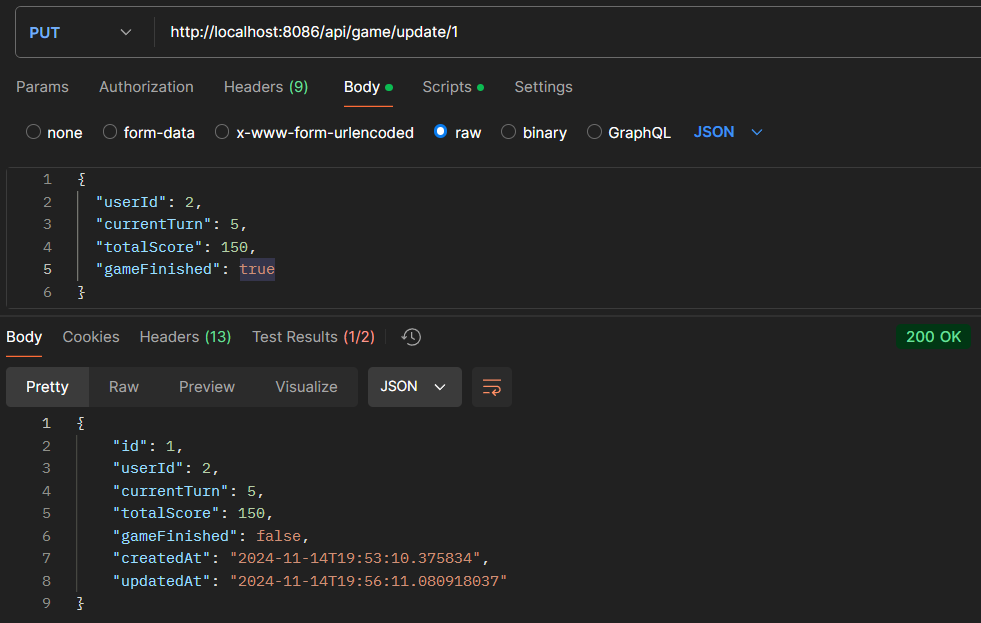 PUT http://localhost:8086/api/game/update/1
Params Authorization Headers (9) Body Scripts Settings
none form-data x-www-form-urlencoded raw binary GraphQL JSON
1 {
2 "userId": 2,
3 "currentTurn": 5,
4 "totalScore": 150,
5 "gameFinished": true
6 }
Body Cookies Headers (13) Test Results (1/2) 200 OK
Pretty Raw Preview Visualize JSON
1 {
2 "id": 1,
3 "userId": 2,
4 "currentTurn": 5,
5 "totalScore": 150,
6 "gameFinished": false,
7 "createdAt": "2024-11-14T19:53:10.375834",
8 "updatedAt": "2024-11-14T19:56:11.080918037"
9 }